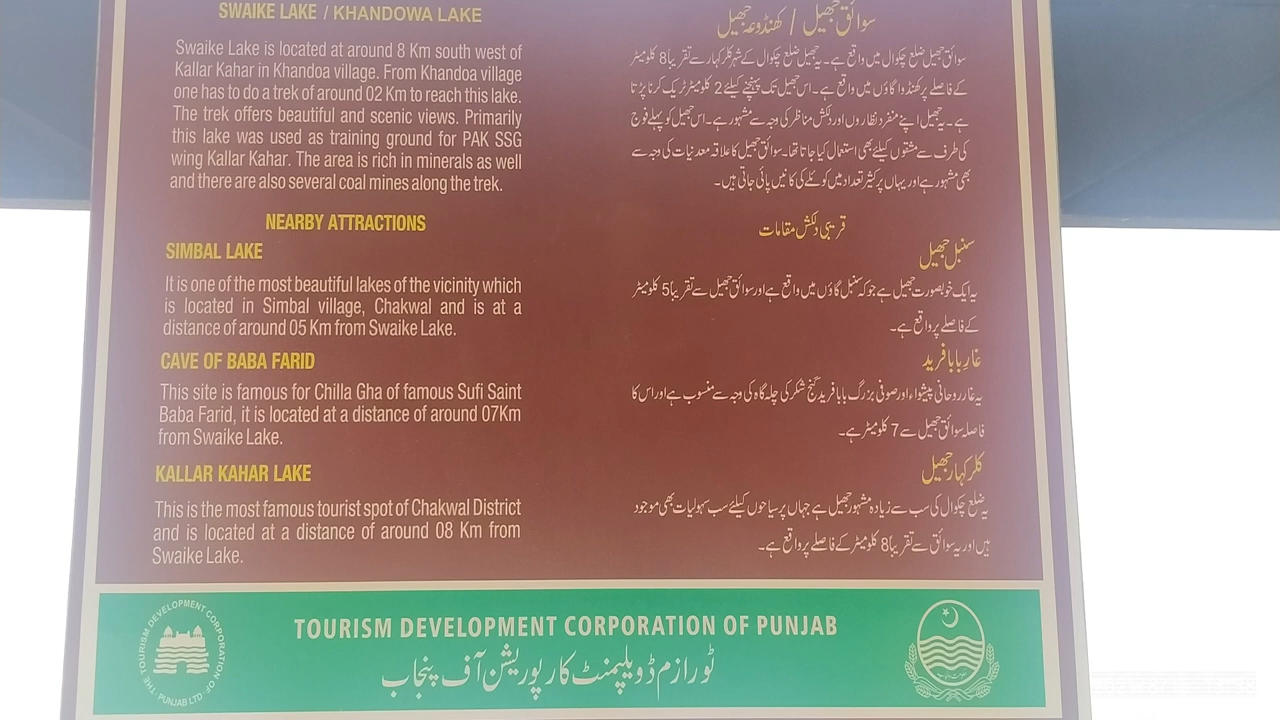 SWAIKE LAKE / KHANDOWA LAKE
Swaike Lake is located at around 8 Km south west of
Kallar Kahar in Khandoa village. From Khandoa village
one has to do a trek of around 02 Km to reach this lake.
The trek offers beautiful and scenic views. Primarily
this lake was used as training ground for PAK SSG
wing Kallar Kahar. The area is rich in minerals as well
and there are also several coal mines along the trek.
NEARBY ATTRACTIONS
SIMBAL LAKE
It is one of the most beautiful lakes of the vicinity which
is located in Simbal village, Chakwal and is at a
distance of around 05 Km from Swaike Lake.
CAVE OF BABA FARID
This site is famous for Chilla Gha of famous Sufi Saint
Baba Farid, it is located at a distance of around 07Km
from Swaike Lake.
KALLAR KAHAR LAKE
This is the most famous tourist spot of Chakwal District
and is located at a distance of around 08 Km from
Swaike Lake.
سوائق جھیل / کھنڈوعہ جھیل
سوائق جھیل ضلع چکوال میں واقع ہے۔ یہ جھیل ضلع چکوال کے شہر کلر کہار سے تقریباً 8 کلومیٹر
کے فاصلے پر کھنڈوا گاؤں میں واقع ہے۔ اس جھیل تک پہنچنے کیلئے 2 کلومیٹر ٹریک کرنا پڑتا
ہے۔ یہ جھیل اپنے منفرد نظاروں اور دلکش مناظر کی وجہ سے مشہور ہے۔ اس جھیل کو پہلے فوج
کی طرف سے مشقوں کیلئے بھی استعمال کیا جاتا تھا۔ سوائق جھیل کا علاقہ معدنیات کی وجہ سے
بھی مشہور ہے اور یہاں پر کثیر تعداد میں کوئلے کی کانیں پائی جاتی ہیں۔
قریبی دلکش مقامات
سنبل جھیل
یہ ایک خوبصورت جھیل ہے جو کہ سنبل گاؤں میں واقع ہے اور سوائق جھیل سے تقریباً 5 کلومیٹر
کے فاصلے پر واقع ہے۔
غار بابا فرید
یہ غار روحانی پیشواء اور صوفی بزرگ بابا فرید گنج شکر کی چلہ گاہ کی وجہ سے منسوب ہے اور اس کا
فاصلہ سوائق جھیل سے 7 کلومیٹر ہے۔
کلر کہار جھیل
یہ ضلع چکوال کی سب سے زیادہ مشہور جھیل ہے جہاں پر سیاحوں کیلئے سب سہولیات بھی موجود
ہیں اور یہ سوائق سے تقریباً 8 کلومیٹر کے فاصلے پر واقع ہے۔
THE TOURISM DEVELOPMENT CORPORATION OF PUNJAB LTD
TOURISM DEVELOPMENT CORPORATION OF PUNJAB
ٹورازم ڈویلپمنٹ کارپوریشن آف پنجاب